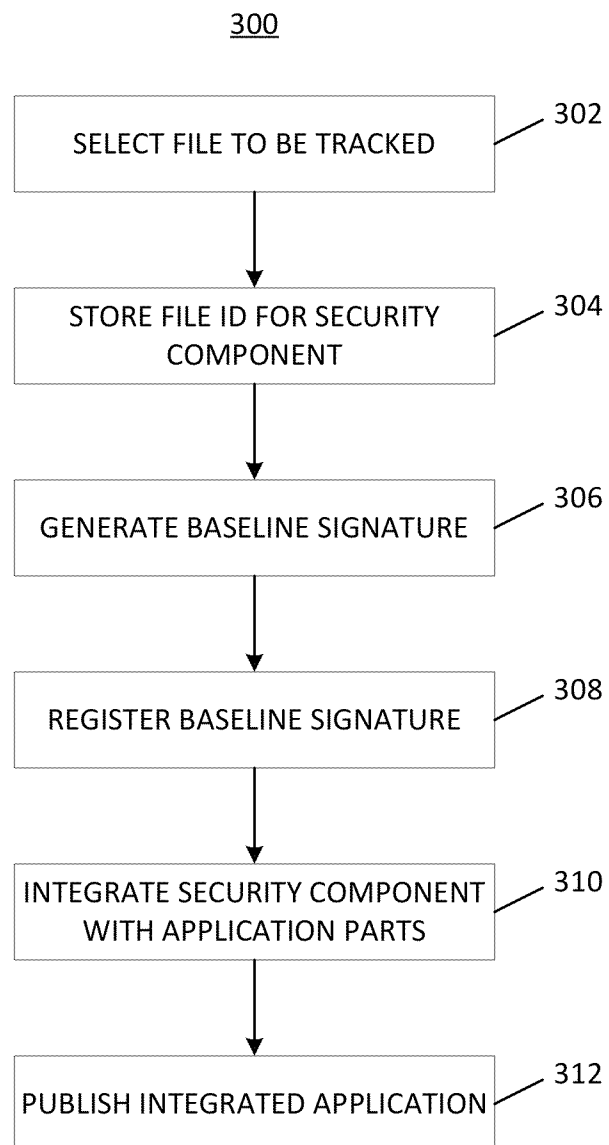 300
SELECT FILE TO BE TRACKED
302
STORE FILE ID FOR SECURITY
COMPONENT
304
GENERATE BASELINE SIGNATURE
306
REGISTER BASELINE SIGNATURE
308
INTEGRATE SECURITY COMPONENT
WITH APPLICATION PARTS
310
PUBLISH INTEGRATED APPLICATION
312